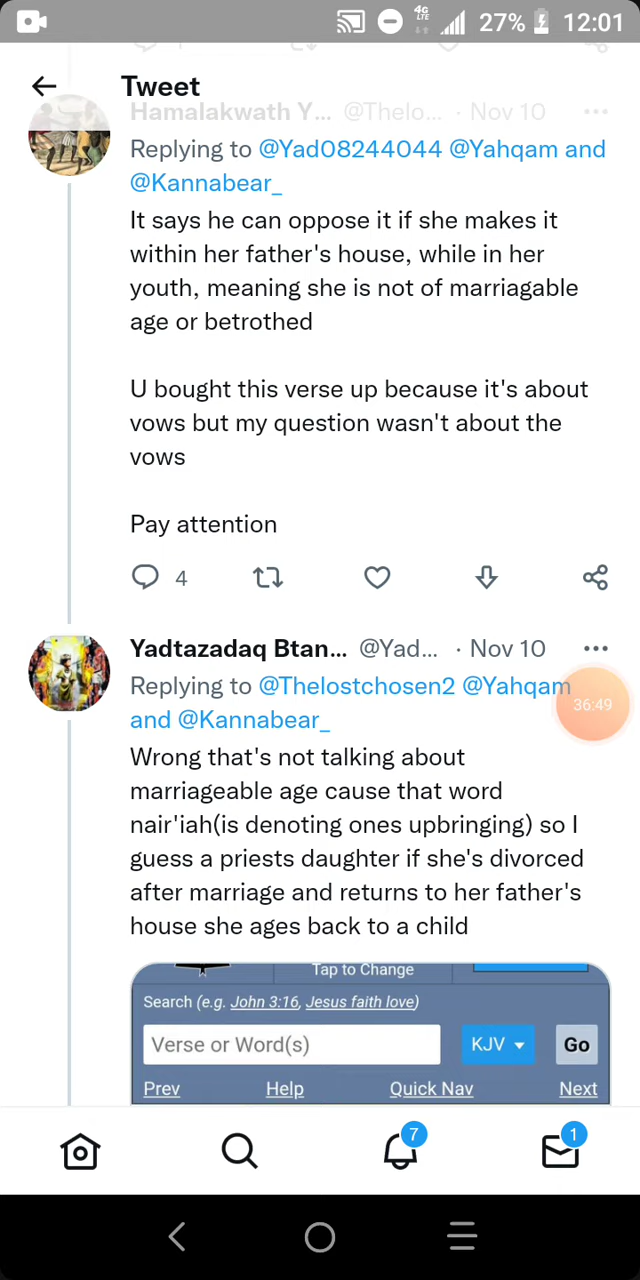 4G
LTE
27%
12:01
Tweet
Hamalakwath Y... @Thelo... · Nov 10
Replying to @Yad08244044 @Yahqam and
@Kannabear_
It says he can oppose it if she makes it
within her father's house, while in her
youth, meaning she is not of marriagable
age or betrothed
U bought this verse up because it's about
vows but my question wasn't about the
vows
Pay attention
4
Yadtazadaq Btan... @Yad... · Nov 10
Replying to @Thelostchosen2 @Yahqam
and @Kannabear_
36:49
Wrong that's not talking about
marriageable age cause that word
nair'iah(is denoting ones upbringing) so I
guess a priests daughter if she's divorced
after marriage and returns to her father's
house she ages back to a child
Tap to Change
Search (e.g. John 3:16, Jesus faith love)
Verse or Word(s) KJV Go
Prev Help Quick Nav Next
7 1